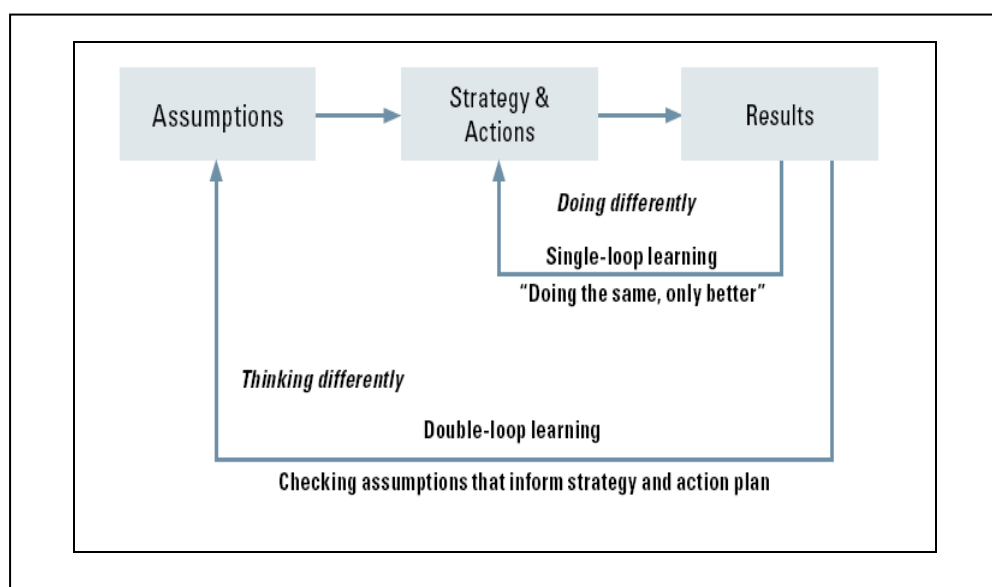 Assumptions
Strategy &
Actions
Results
Doing differently
Single-loop learning
“Doing the same, only better”
Thinking differently
Double-loop learning
Checking assumptions that inform strategy and action plan